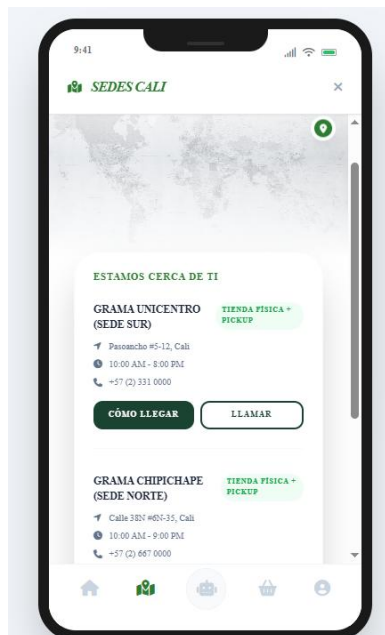 9:41
SEDES CALI
ESTAMOS CERCA DE TI
GRAMA UNICENTRO
(SEDE SUR)
TIENDA FÍSICA +
PICKUP
Pasoancho #5-12, Cali
10:00 AM - 8:00 PM
+57 (2) 331 0000
CÓMO LLEGAR
LLAMAR
GRAMA CHIPICHAPE
(SEDE NORTE)
TIENDA FÍSICA +
PICKUP
Calle 38N #6N-35, Cali
10:00 AM - 9:00 PM
+57 (2) 667 0000